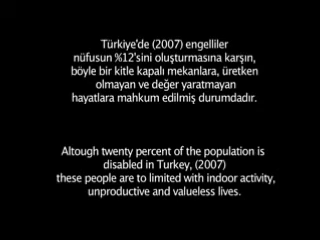 Türkiye'de (2007) engelliler
nüfusun %12'sini oluşturmasına karşın,
böyle bir kitle kapalı mekanlara, üretken
olmayan ve değer yaratmayan
hayatlara mahkum edilmiş durumdadır.
Altough twenty percent of the population is
disabled in Turkey, (2007)
these people are to limited with indoor activity,
unproductive and valueless lives.